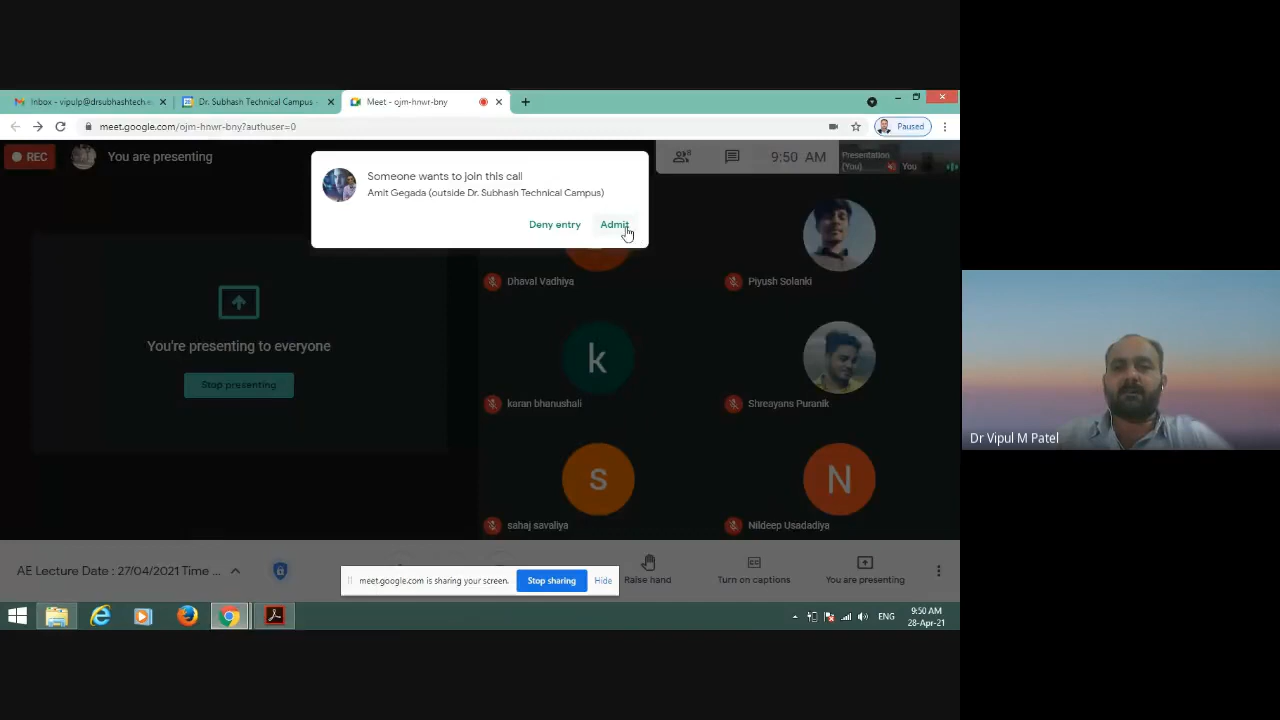 Inbox - vipulp@drsubhashtech.e
Dr. Subhash Technical Campus -
Meet - ojm-hnwr-bny
meet.google.com/ojm-hnwr-bny?authuser=0
Paused
REC
You are presenting
8
9:50 AM
Presentation
(You)
You
Someone wants to join this call
Amit Gegada (outside Dr. Subhash Technical Campus)
Deny entry
Admit
Dhaval Vadhiya
Piyush Solanki
You're presenting to everyone
Stop presenting
k
karan bhanushali
Shreayans Puranik
s
N
sahaj savaliya
Nildeep Usadadiya
Dr Vipul M Patel
AE Lecture Date : 27/04/2021 Time ...
meet.google.com is sharing your screen.
Stop sharing
Hide
Raise hand
Turn on captions
You are presenting
ENG
9:50 AM
28-Apr-21